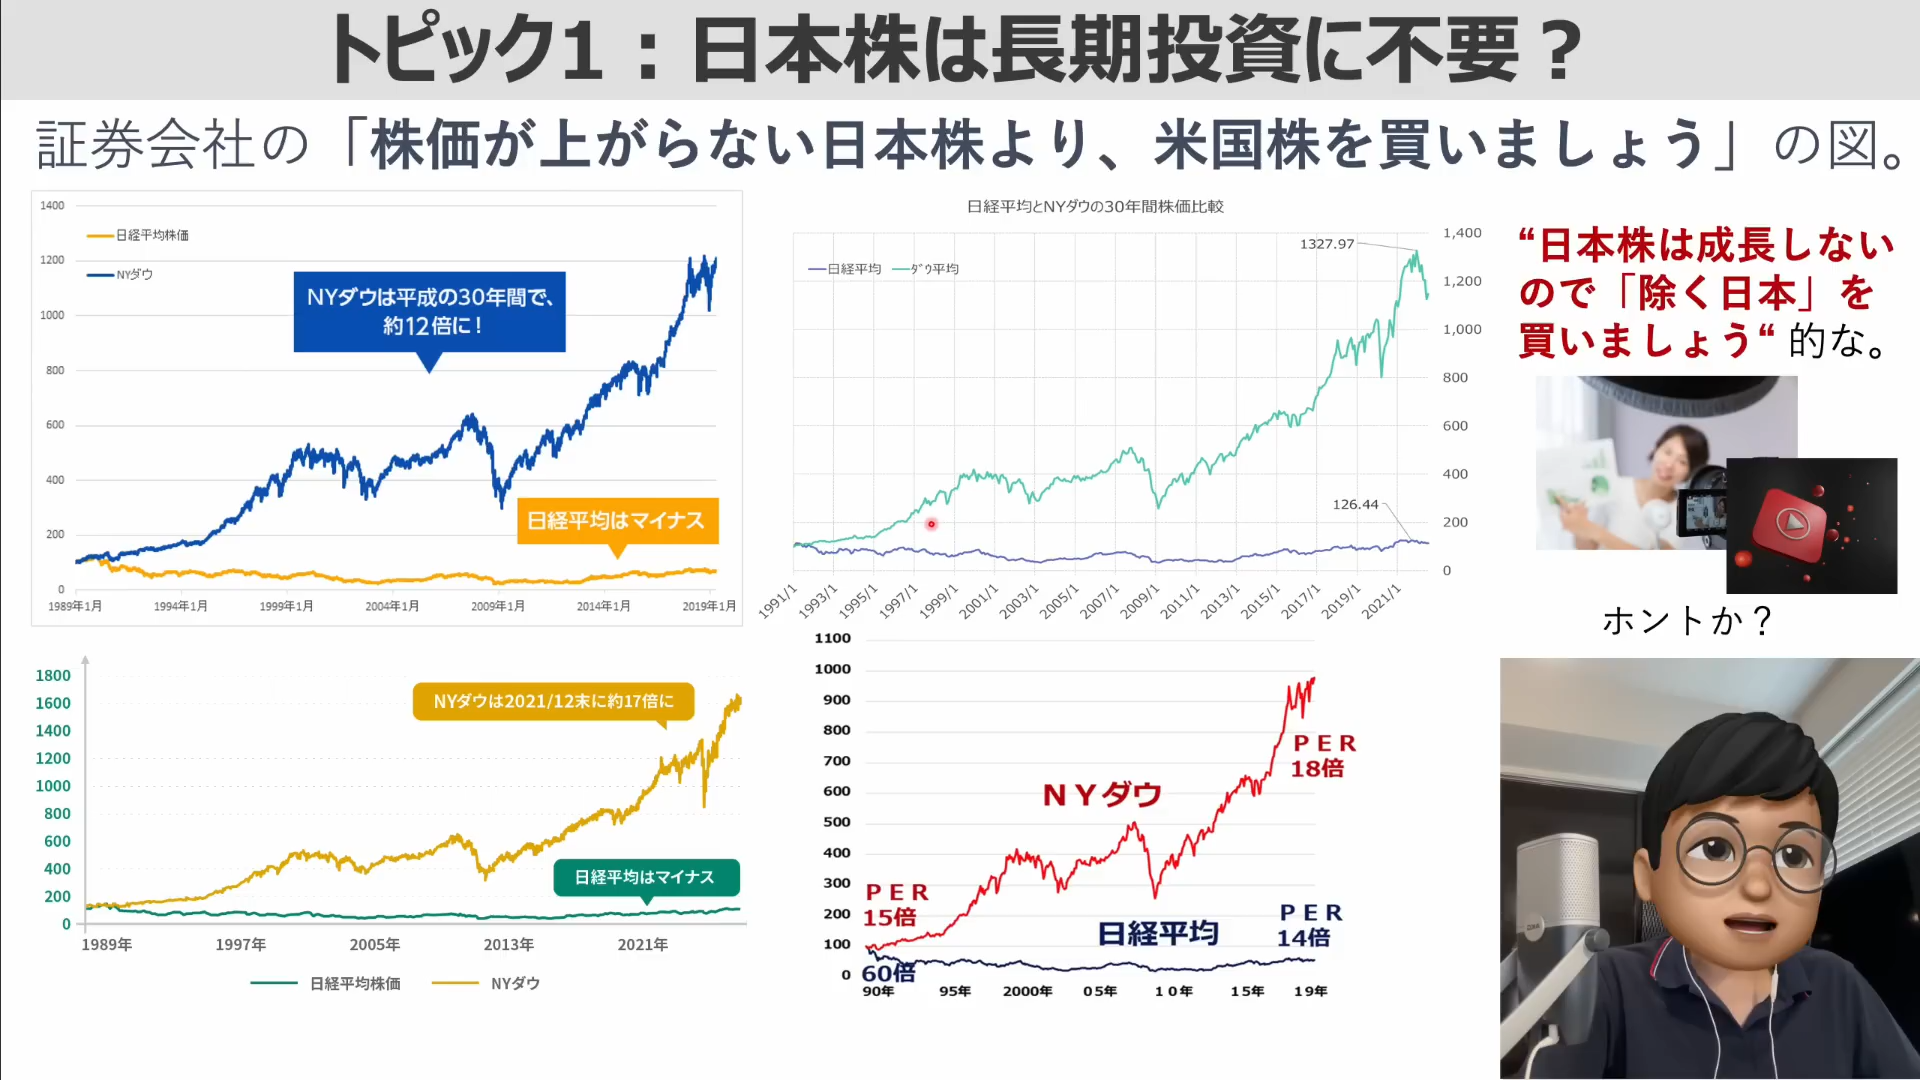 トピック1：日本株は長期投資に不要？
証券会社の「株価が上がらない日本株より、米国株を買いましょう」の図。
1400
1200
1000
800
600
400
200
0
日経平均株価
NYダウ
NYダウは平成の30年間で、
約12倍に！
日経平均はマイナス
1989年1月 1994年1月 1999年1月 2004年1月 2009年1月 2014年1月 2019年1月
日経平均とNYダウの30年間株価比較
日経平均 ダウ平均
1327.97
126.44
1,400
1,200
1,000
800
600
400
200
0
1991/1 1993/1 1995/1 1997/1 1999/1 2001/1 2003/1 2005/1 2007/1 2009/1 2011/1 2013/1 2015/1 2017/1 2019/1 2021/1
“日本株は成長しない
ので「除く日本」を
買いましょう“ 的な。
ホントか？
1800
1600
1400
1200
1000
800
600
400
200
0
NYダウは2021/12末に約17倍に
日経平均はマイナス
1989年 1997年 2005年 2013年 2021年
日経平均株価 NYダウ
1100
1000
900
800
700
600
500
400
300
200
100
0
ＮＹダウ
ＰＥＲ
18倍
ＰＥＲ
15倍
日経平均
ＰＥＲ
14倍
60倍
90年 95年 2000年 05年 10年 15年 19年